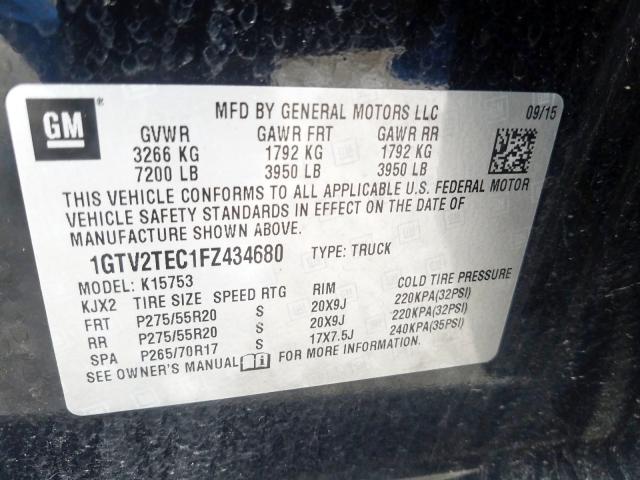 GM ®
MFD BY GENERAL MOTORS LLC 09/15
GVWR GAWR FRT GAWR RR
3266 KG 1792 KG 1792 KG
7200 LB 3950 LB 3950 LB
THIS VEHICLE CONFORMS TO ALL APPLICABLE U.S. FEDERAL MOTOR
VEHICLE SAFETY STANDARDS IN EFFECT ON THE DATE OF
MANUFACTURE SHOWN ABOVE.
1GTV2TEC1FZ434680 TYPE: TRUCK
MODEL: K15753
KJX2 TIRE SIZE SPEED RTG RIM COLD TIRE PRESSURE
FRT P275/55R20 S 20X9J 220KPA(32PSI)
RR P275/55R20 S 20X9J 220KPA(32PSI)
SPA P265/70R17 S 17X7.5J 240KPA(35PSI)
SEE OWNER'S MANUAL FOR MORE INFORMATION.